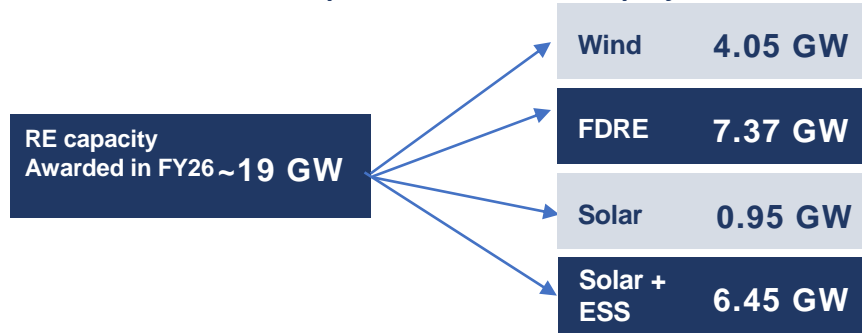 Wind 4.05 GW
FDRE 7.37 GW
RE capacity
Awarded in FY26 ~19 GW
Solar 0.95 GW
Solar +
ESS 6.45 GW